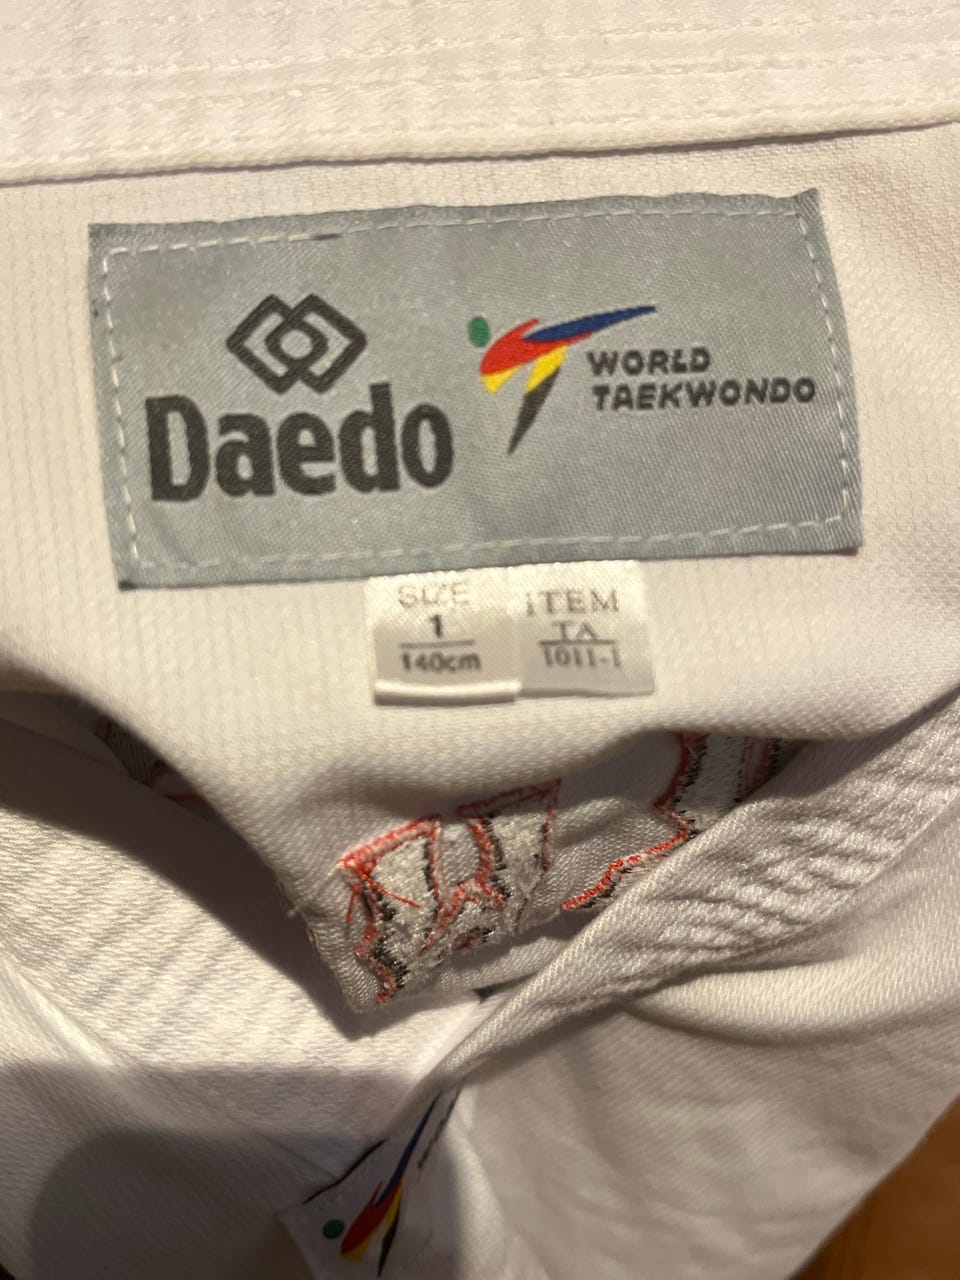 Daedo
WORLD
TAEKWONDO
SIZE
1
140cm
ITEM
TA
1011-1